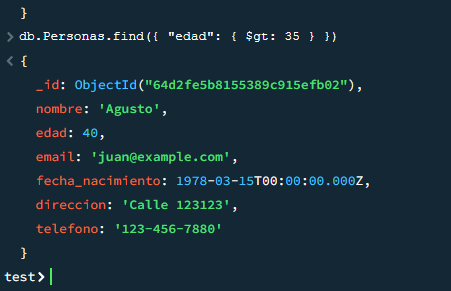 }
> db.Personas.find({ "edad": { $gt: 35 } })
< {
_id: ObjectId("64d2fe5b8155389c915efb02"),
nombre: 'Agusto',
edad: 40,
email: 'juan@example.com',
fecha_nacimiento: 1978-03-15T00:00:00.000Z,
direccion: 'Calle 123123',
telefono: '123-456-7880'
}
test>